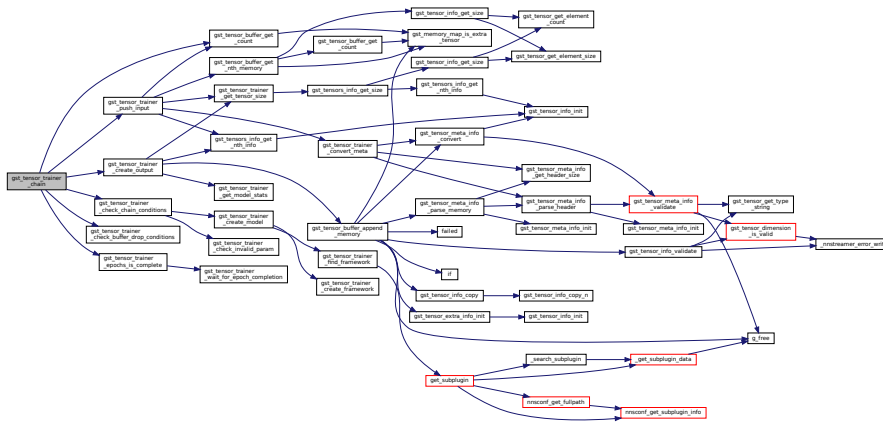 gst_tensor_trainer
_chain
gst_tensor_buffer_get
_count
gst_tensor_buffer_get
_nth_memory
gst_tensor_trainer
_push_input
gst_tensor_trainer
_get_tensor_size
gst_tensors_info_get
_nth_info
gst_tensor_trainer
_create_output
gst_tensor_trainer
_get_model_stats
gst_tensor_trainer
_check_chain_conditions
gst_tensor_trainer
_create_model
gst_tensor_trainer
_check_buffer_drop_conditions
gst_tensor_trainer
_check_invalid_param
gst_tensor_trainer
_epochs_is_complete
gst_tensor_trainer
_wait_for_epoch_completion
gst_tensor_buffer_get
_count
gst_tensors_info_get_size
gst_tensor_trainer
_convert_meta
gst_tensor_buffer_append
_memory
gst_tensor_trainer
_find_framework
gst_tensor_trainer
_create_framework
gst_tensor_info_get_size
gst_memory_map_is_extra
_tensor
gst_tensor_info_get_size
gst_tensors_info_get
_nth_info
gst_tensor_meta_info
_convert
gst_tensor_meta_info
_parse_memory
failed
if
gst_tensor_info_copy
gst_tensor_extra_info_init
get_subplugin
gst_tensor_get_element
_count
gst_tensor_get_element_size
gst_tensor_info_init
gst_tensor_meta_info
_get_header_size
gst_tensor_meta_info
_parse_header
gst_tensor_meta_info_init
gst_tensor_info_copy_n
gst_tensor_info_init
_search_subplugin
nnsconf_get_fullpath
gst_tensor_meta_info
_validate
gst_tensor_meta_info_init
gst_tensor_info_validate
_get_subplugin_data
nnsconf_get_subplugin_info
gst_tensor_get_type
_string
gst_tensor_dimension
_is_valid
g_free
_nnstreamer_error_write